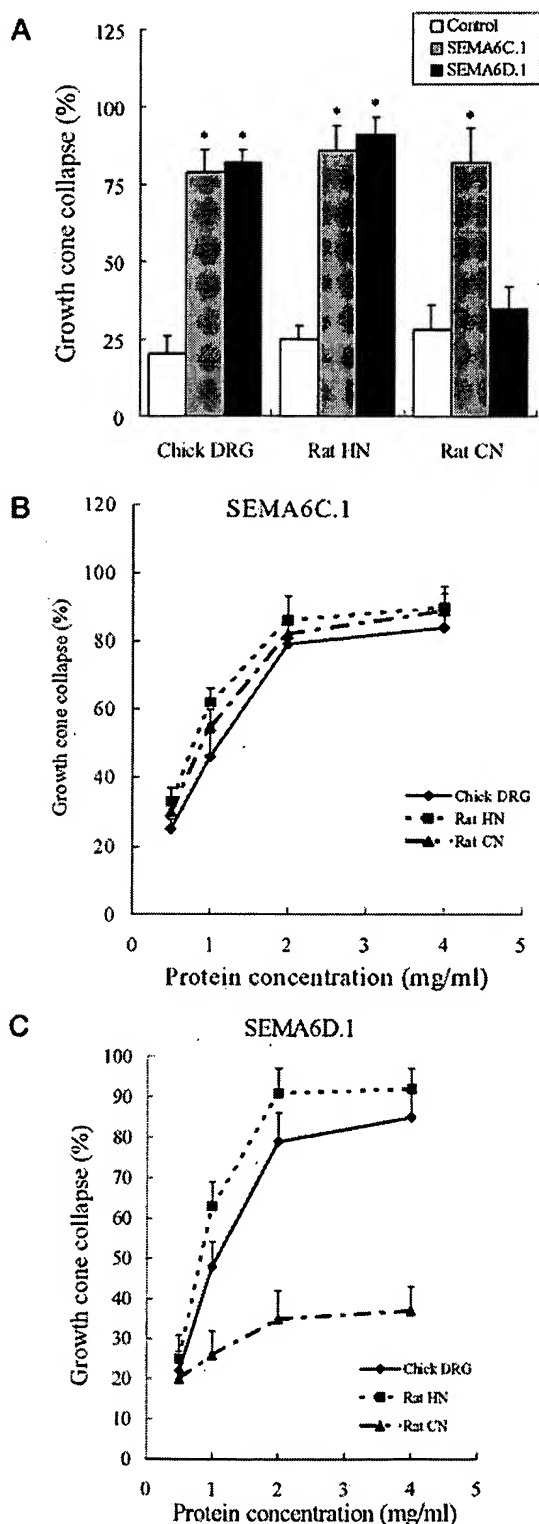 A
Control
SEMA6C.1
SEMA6D.1
Growth cone collapse (%)
125
100
75
50
25
0
* * * * *
Chick DRG Rat HN Rat CN
B
SEMA6C.1
Growth cone collapse (%)
120
100
80
60
40
20
0
Chick DRG
Rat HN
Rat CN
0 1 2 3 4 5
Protein concentration (mg/ml)
C
SEMA6D.1
Growth cone collapse (%)
100
90
80
70
60
50
40
30
20
10
0
Chick DRG
Rat HN
Rat CN
0 1 2 3 4 5
Protein concentration (mg/ml)